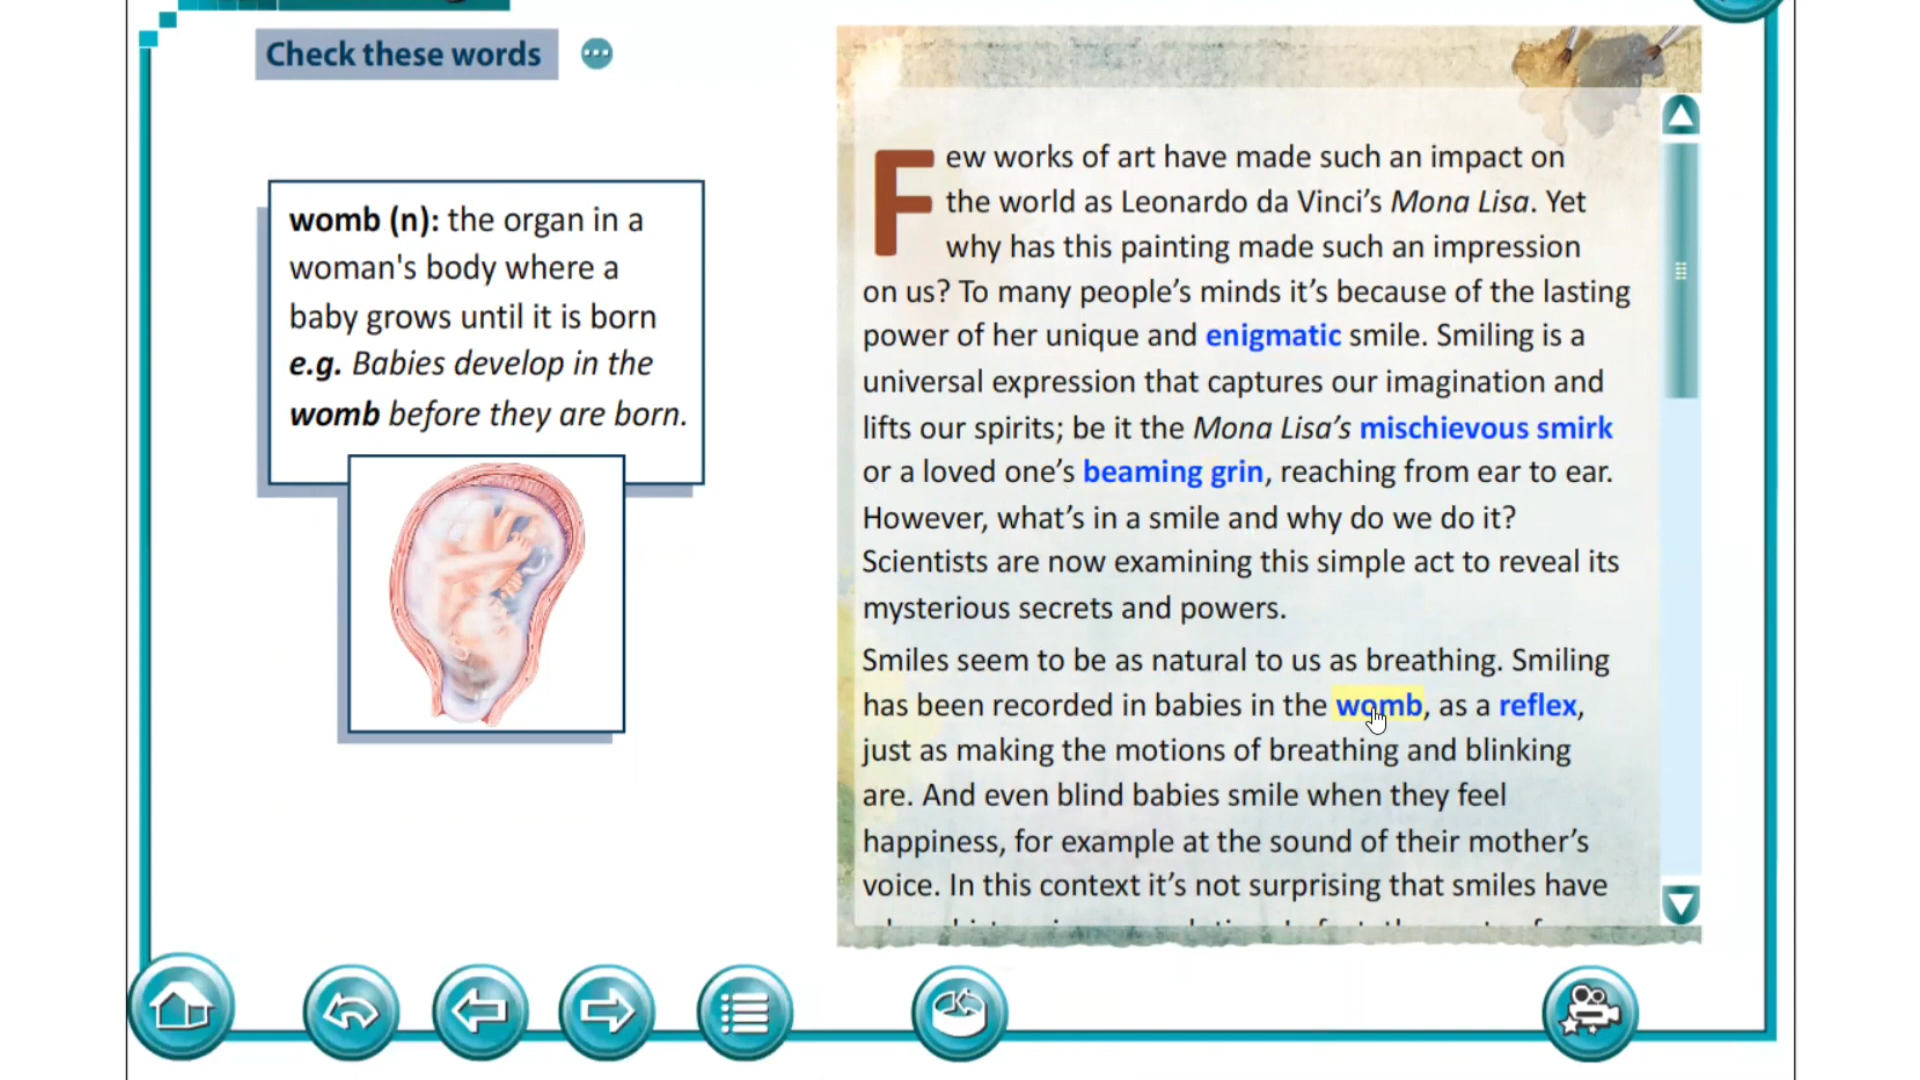 Check these words
womb (n): the organ in a
woman's body where a
baby grows until it is born
e.g. Babies develop in the
womb before they are born.
Few works of art have made such an impact on
the world as Leonardo da Vinci’s Mona Lisa. Yet
why has this painting made such an impression
on us? To many people’s minds it’s because of the lasting
power of her unique and enigmatic smile. Smiling is a
universal expression that captures our imagination and
lifts our spirits; be it the Mona Lisa’s mischievous smirk
or a loved one’s beaming grin, reaching from ear to ear.
However, what’s in a smile and why do we do it?
Scientists are now examining this simple act to reveal its
mysterious secrets and powers.
Smiles seem to be as natural to us as breathing. Smiling
has been recorded in babies in the womb, as a reflex,
just as making the motions of breathing and blinking
are. And even blind babies smile when they feel
happiness, for example at the sound of their mother’s
voice. In this context it’s not surprising that smiles have